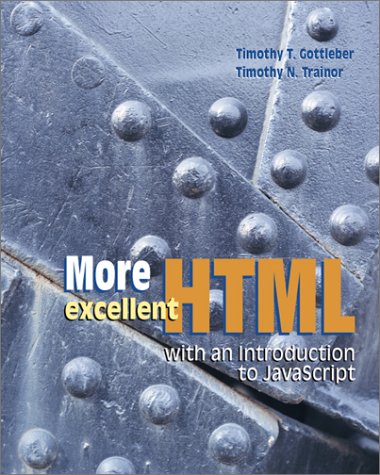 Timothy T. Gottleber
Timothy N. Trainor
More
excellent HTML
with an Introduction
to JavaScript